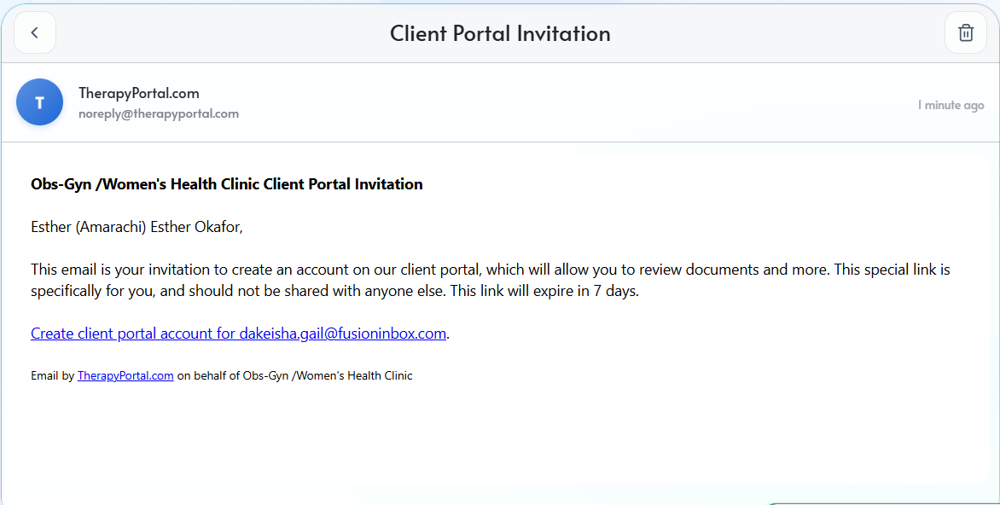 Client Portal Invitation
T
TherapyPortal.com
noreply@therapyportal.com
1 minute ago
Obs-Gyn /Women's Health Clinic Client Portal Invitation
Esther (Amarachi) Esther Okafor,
This email is your invitation to create an account on our client portal, which will allow you to review documents and more. This special link is
specifically for you, and should not be shared with anyone else. This link will expire in 7 days.
Create client portal account for dakeisha.gail@fusioninbox.com.
Email by TherapyPortal.com on behalf of Obs-Gyn /Women's Health Clinic